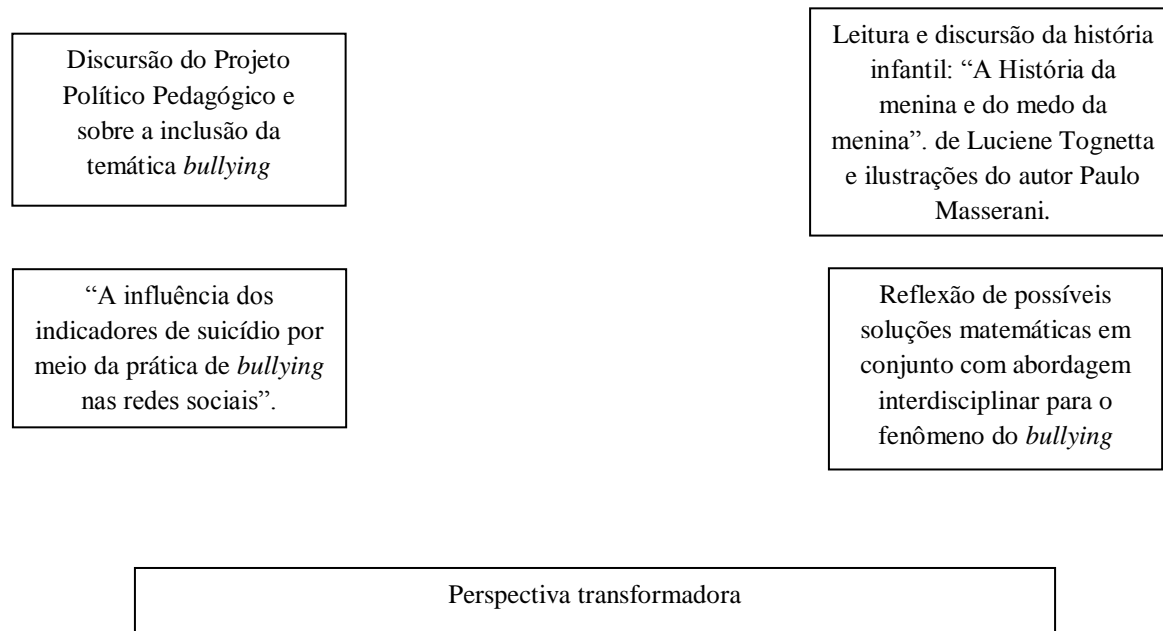 Discursão do Projeto
Político Pedagógico e
sobre a inclusão da
temática bullying
Leitura e discursão da história
infantil: “A História da
menina e do medo da
menina”. de Luciene Tognetta
e ilustrações do autor Paulo
Masserani.
“A influência dos
indicadores de suicídio por
meio da prática de bullying
nas redes sociais”.
Reflexão de possíveis
soluções matemáticas em
conjunto com abordagem
interdisciplinar para o
fenômeno do bullying
Perspectiva transformadora